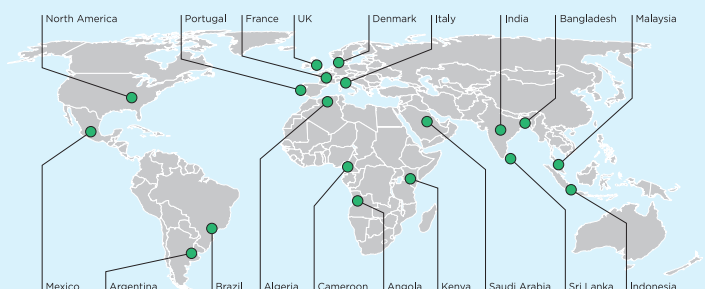 North America
Portugal
France
UK
Denmark
Italy
India
Bangladesh
Malaysia
Mexico
Argentina
Brazil
Algeria
Cameroon
Angola
Kenya
Saudi Arabia
Sri Lanka
Indonesia